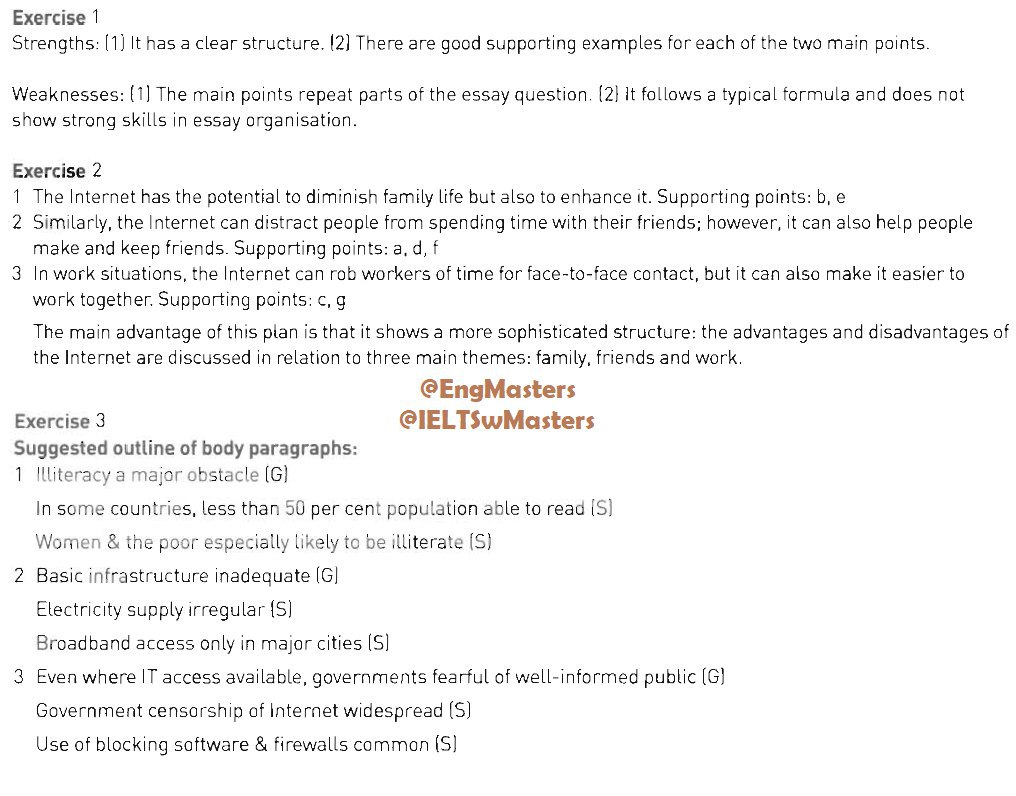 Exercise 1
Strengths: (1) It has a clear structure. (2) There are good supporting examples for each of the two main points.
Weaknesses: (1) The main points repeat parts of the essay question. (2) It follows a typical formula and does not
show strong skills in essay organisation.
Exercise 2
1 The Internet has the potential to diminish family life but also to enhance it. Supporting points: b, e
2 Similarly, the Internet can distract people from spending time with their friends; however, it can also help people
make and keep friends. Supporting points: a, d, f
3 In work situations, the Internet can rob workers of time for face-to-face contact, but it can also make it easier to
work together. Supporting points: c, g
The main advantage of this plan is that it shows a more sophisticated structure: the advantages and disadvantages of
the Internet are discussed in relation to three main themes: family, friends and work.
@EngMasters
@IELTSwMasters
Exercise 3
Suggested outline of body paragraphs:
1 Illiteracy a major obstacle (G)
In some countries, less than 50 per cent population able to read (S)
Women & the poor especially likely to be illiterate (S)
2 Basic infrastructure inadequate (G)
Electricity supply irregular (S)
Broadband access only in major cities (S)
3 Even where IT access available, governments fearful of well-informed public (G)
Government censorship of Internet widespread (S)
Use of blocking software & firewalls common (S)